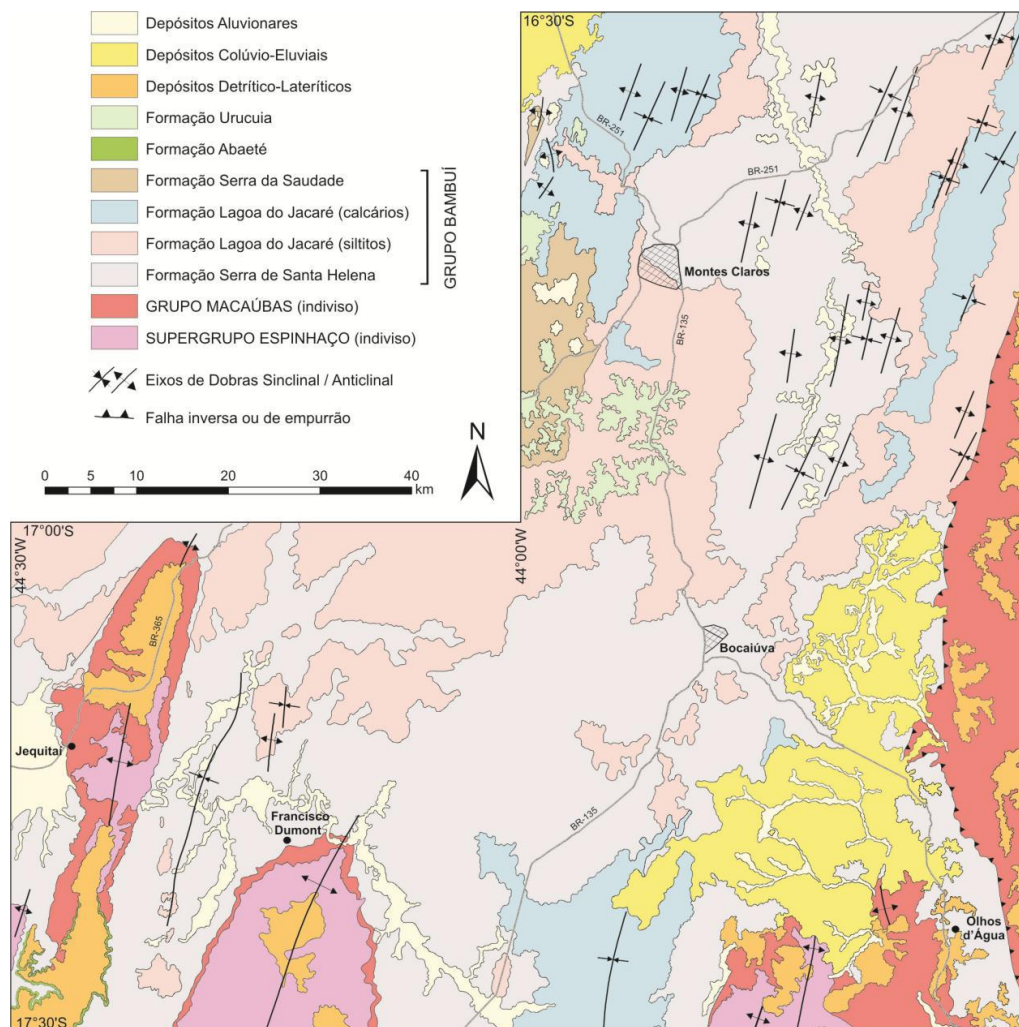 Depósitos Aluvionares
Depósitos Colúvio-Eluviais
Depósitos Detrítico-Lateríticos
Formação Urucuia
Formação Abaeté
Formação Serra da Saudade
Formação Lagoa do Jacaré (calcários)
Formação Lagoa do Jacaré (siltitos)
Formação Serra de Santa Helena
GRUPO BAMBUÍ
GRUPO MACAÚBAS (indiviso)
SUPERGRUPO ESPINHAÇO (indiviso)
Eixos de Dobras Sinclinal / Anticlinal
Falha inversa ou de empurrão
N
0 5 10 20 30 40
km
16°30'S
BR-251
BR-251
Montes Claros
BR-135
17°00'S
44°30'W
44°00'W
BR-365
Bocaiúva
Jequitaí
Francisco
Dumont
BR-135
Olhos
d'Água
17°30'S